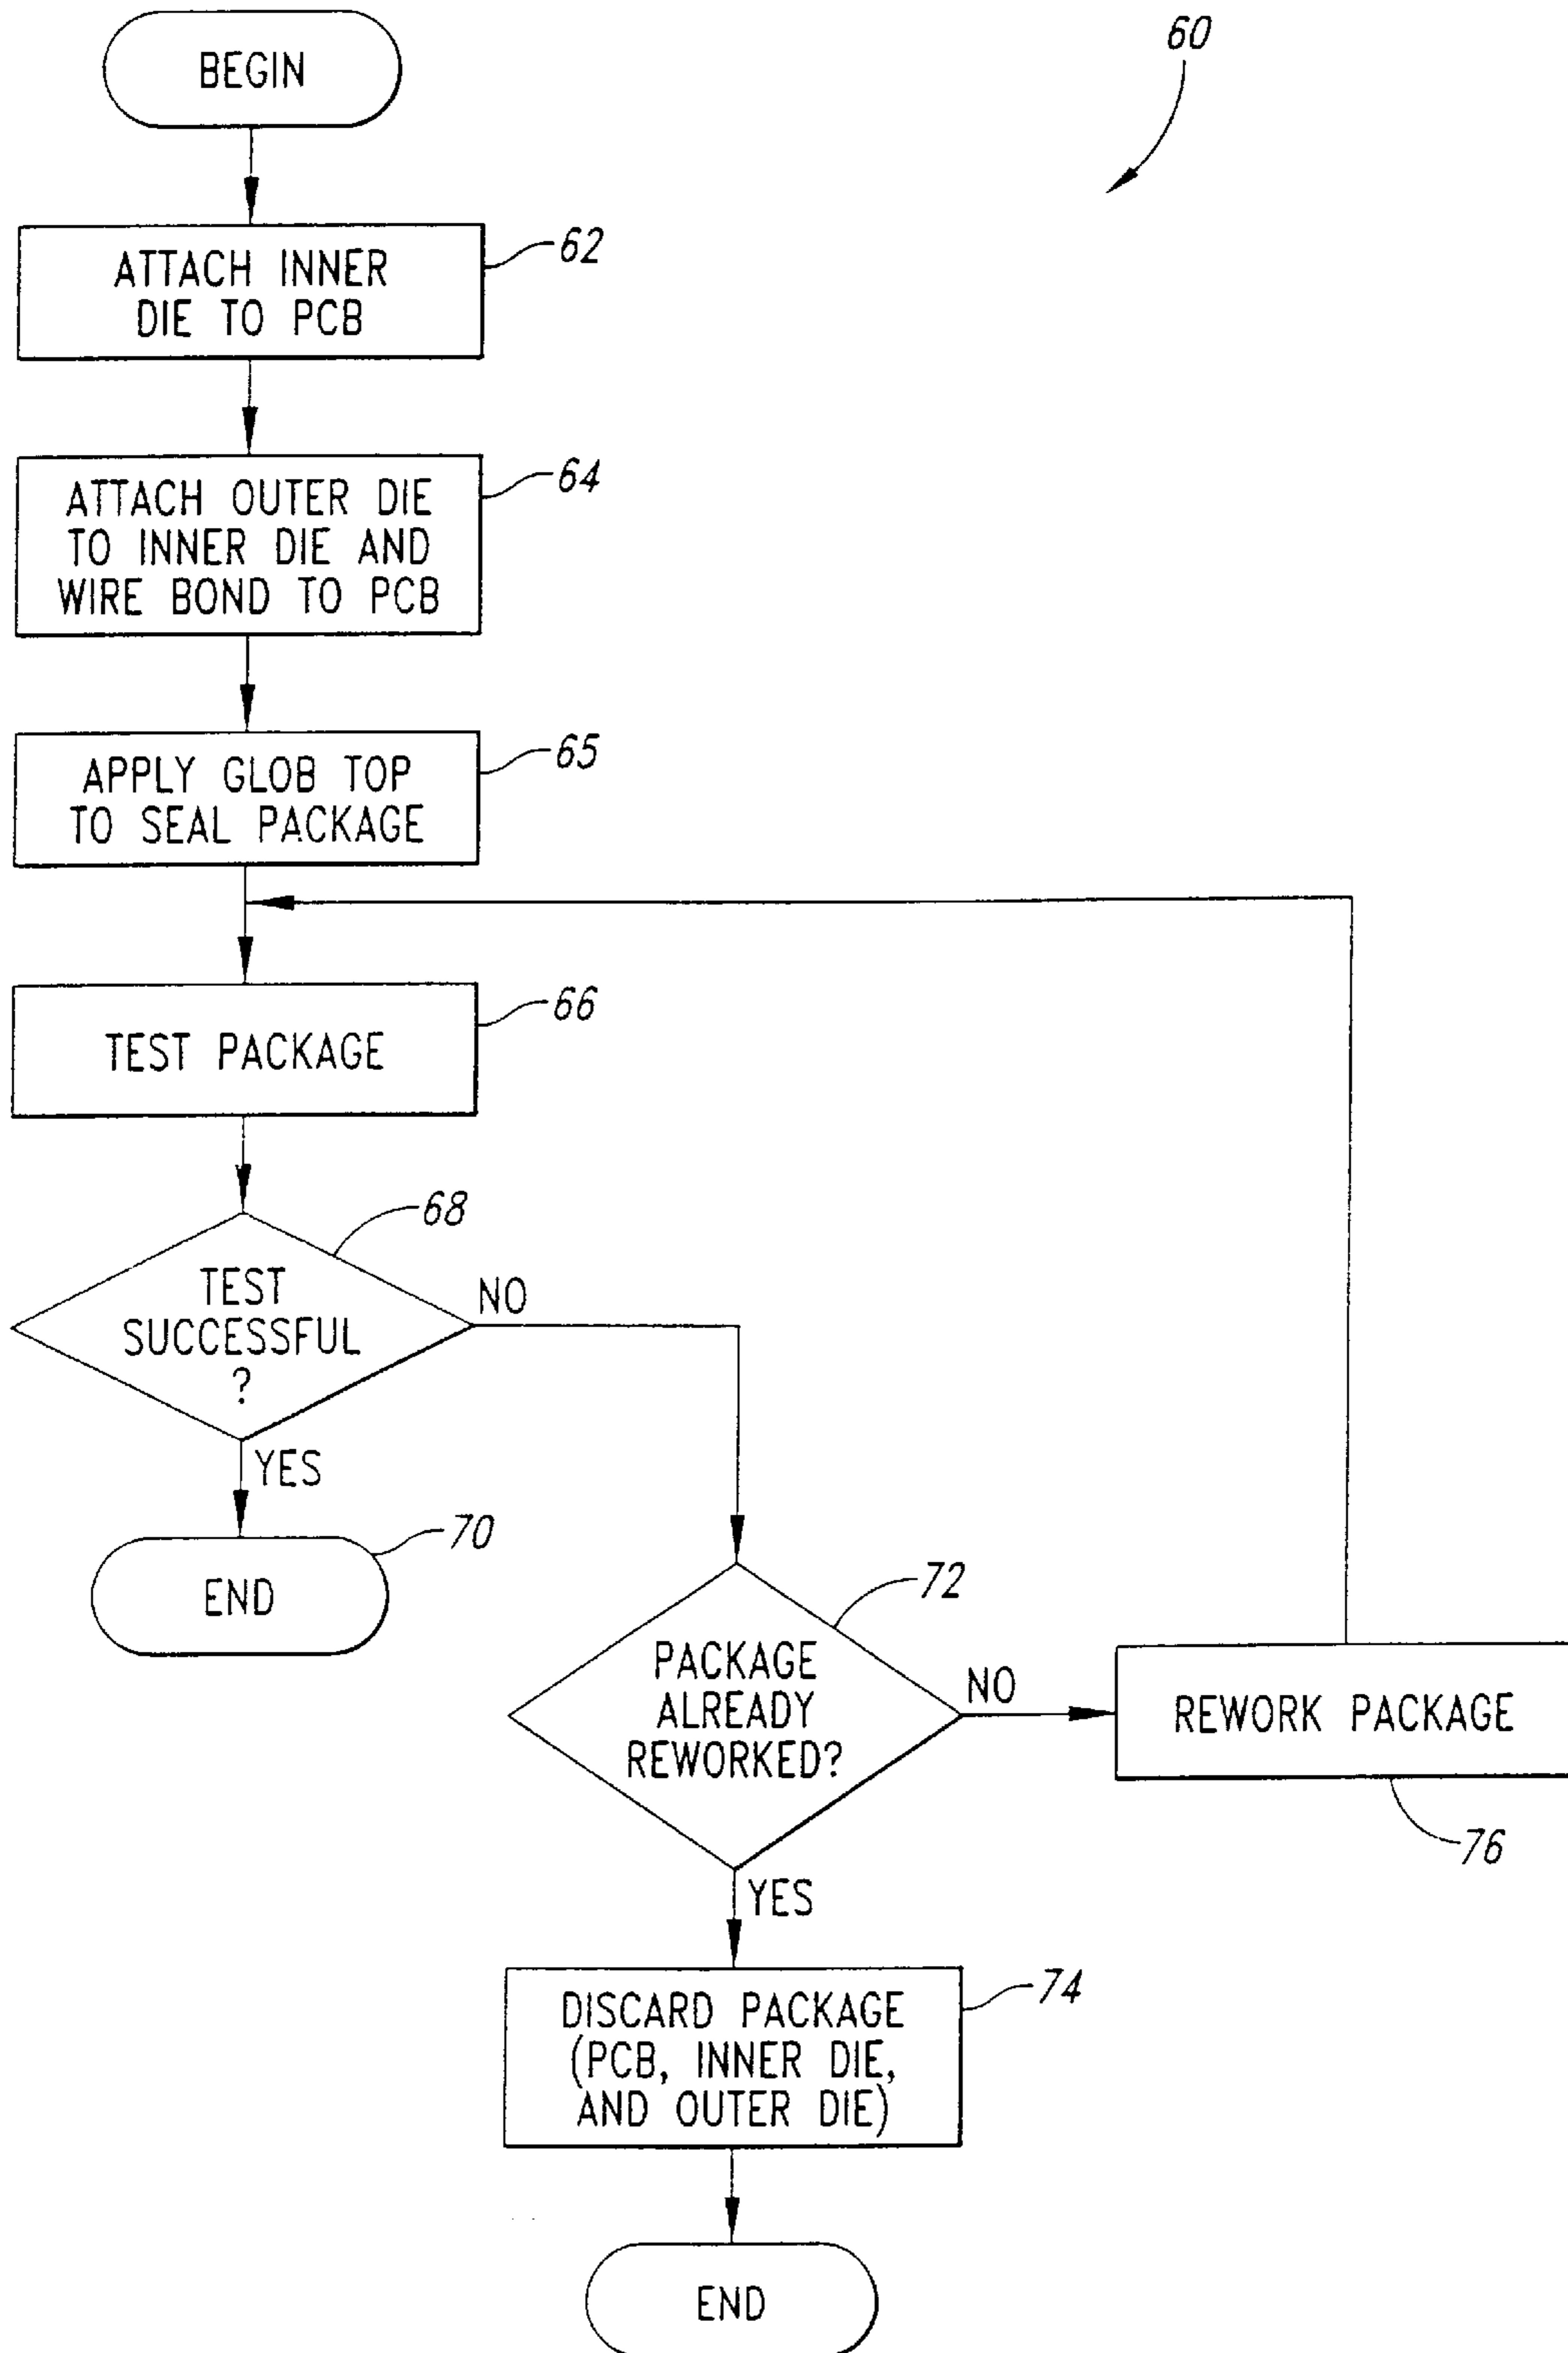 BEGIN
60
ATTACH INNER
DIE TO PCB
62
ATTACH OUTER DIE
TO INNER DIE AND
WIRE BOND TO PCB
64
APPLY GLOB TOP
TO SEAL PACKAGE
65
TEST PACKAGE
66
TEST
SUCCESSFUL
?
68
NO
YES
END
70
PACKAGE
ALREADY
REWORKED?
72
NO
REWORK PACKAGE
76
YES
DISCARD PACKAGE
(PCB, INNER DIE,
AND OUTER DIE)
74
END